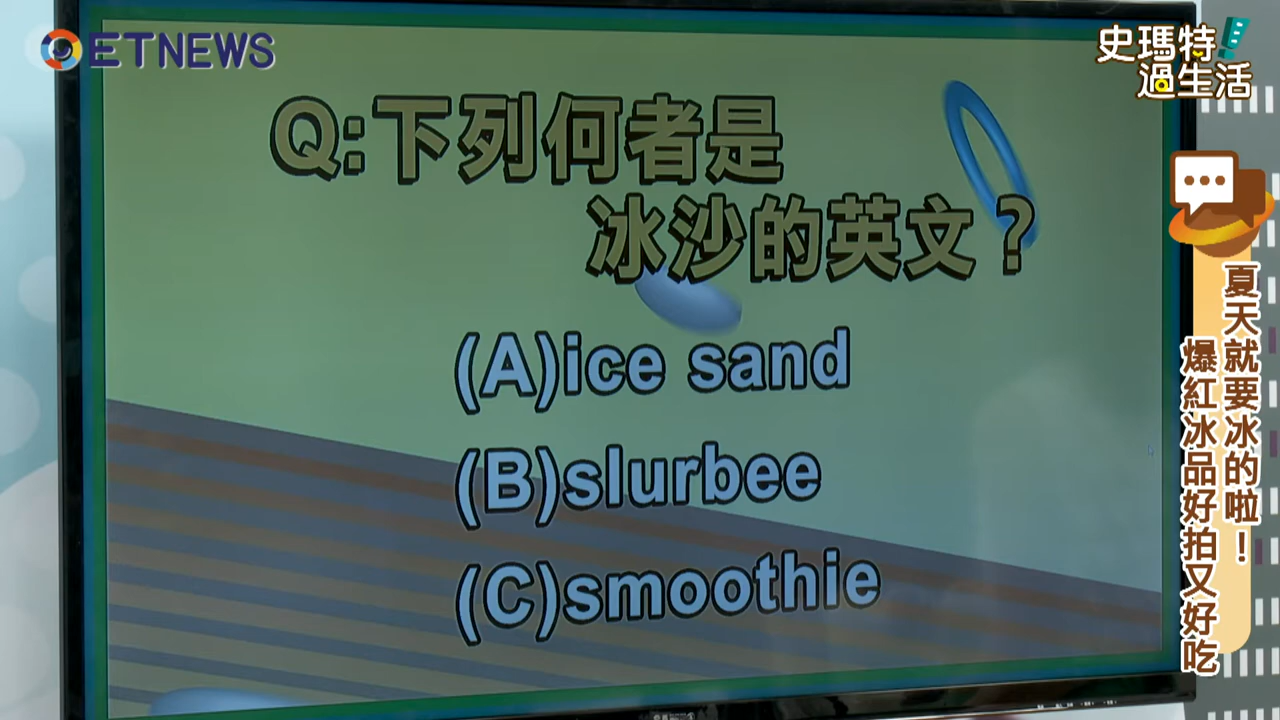 ETNEWS
史瑪特
過生活
Q:下列何者是
冰沙的英文？
(A)ice sand
(B)slurbee
(C)smoothie
夏天就要冰的啦！
爆紅冰品好拍又好吃